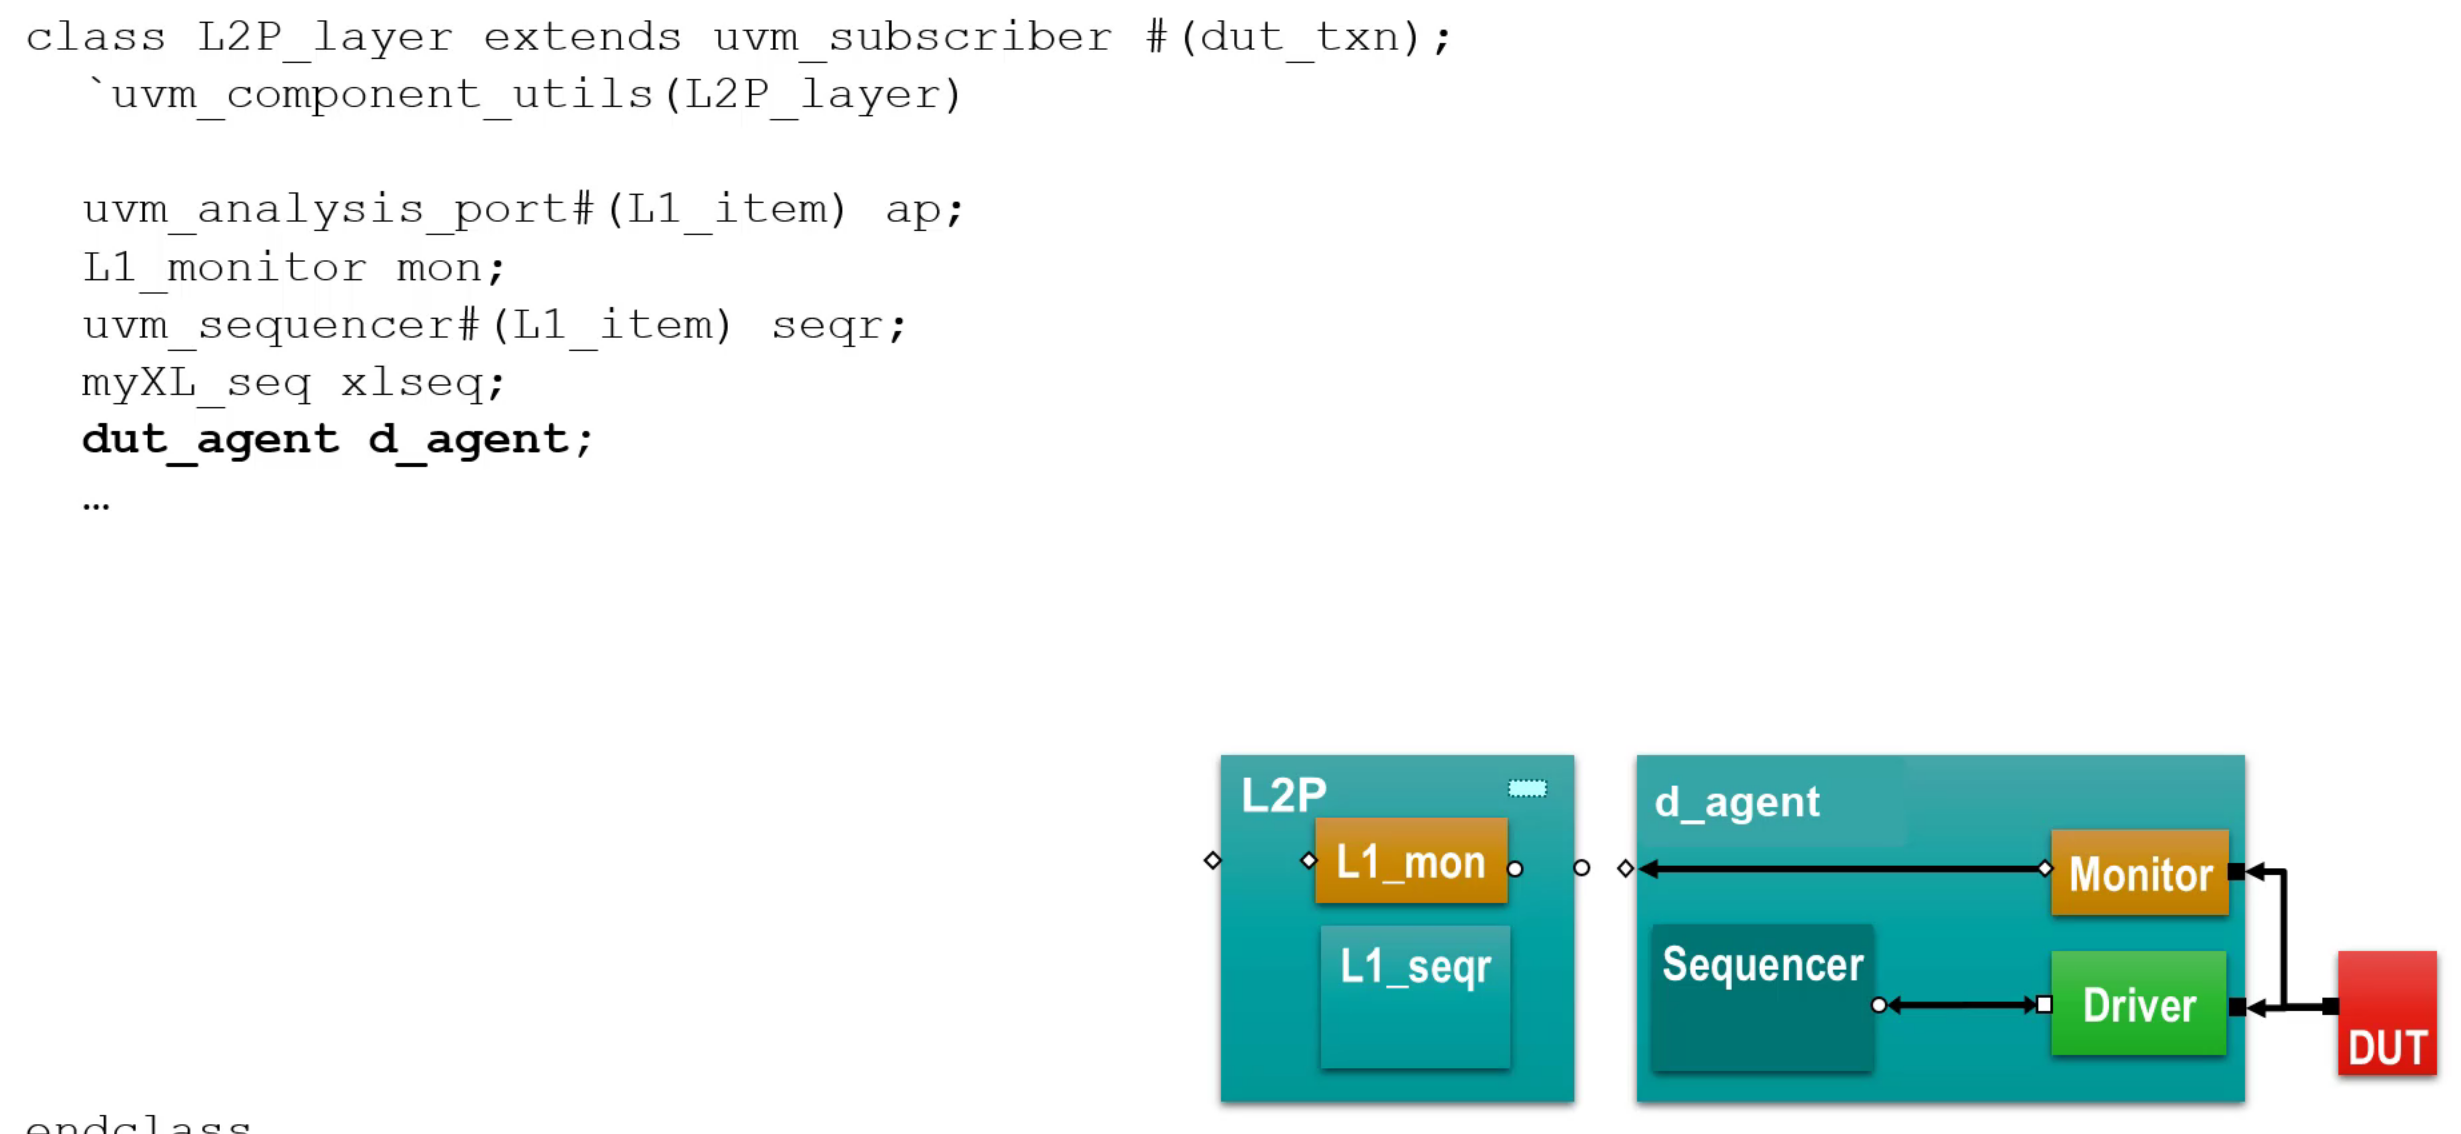 class L2P_layer extends uvm_subscriber #(dut_txn);
`uvm_component_utils(L2P_layer)
uvm_analysis_port#(L1_item) ap;
L1_monitor mon;
uvm_sequencer#(L1_item) seqr;
myXL_seq xlseq;
dut_agent d_agent;
…
L2P
L1_mon
L1_seqr
d_agent
Monitor
Sequencer
Driver
DUT
endclass